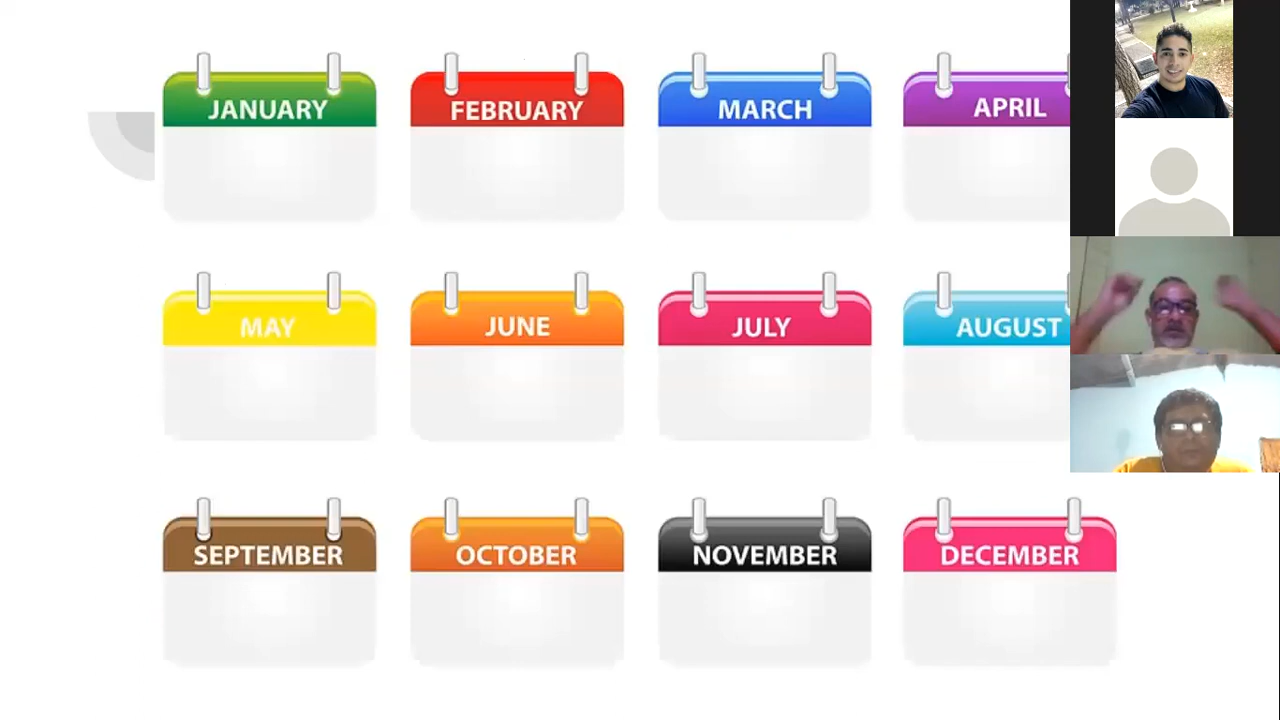 JANUARY FEBRUARY MARCH APRIL
MAY JUNE JULY AUGUST
SEPTEMBER OCTOBER NOVEMBER DECEMBER